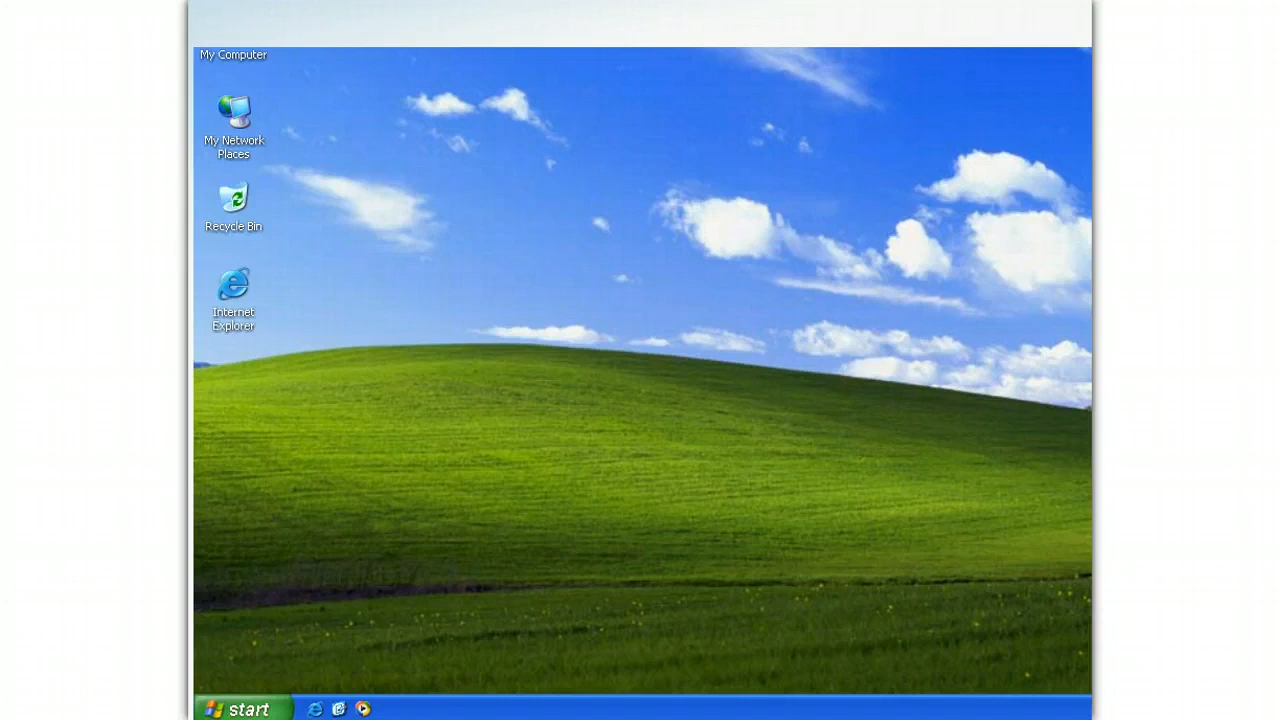 My Computer
My Network
Places
Recycle Bin
Internet
Explorer
start